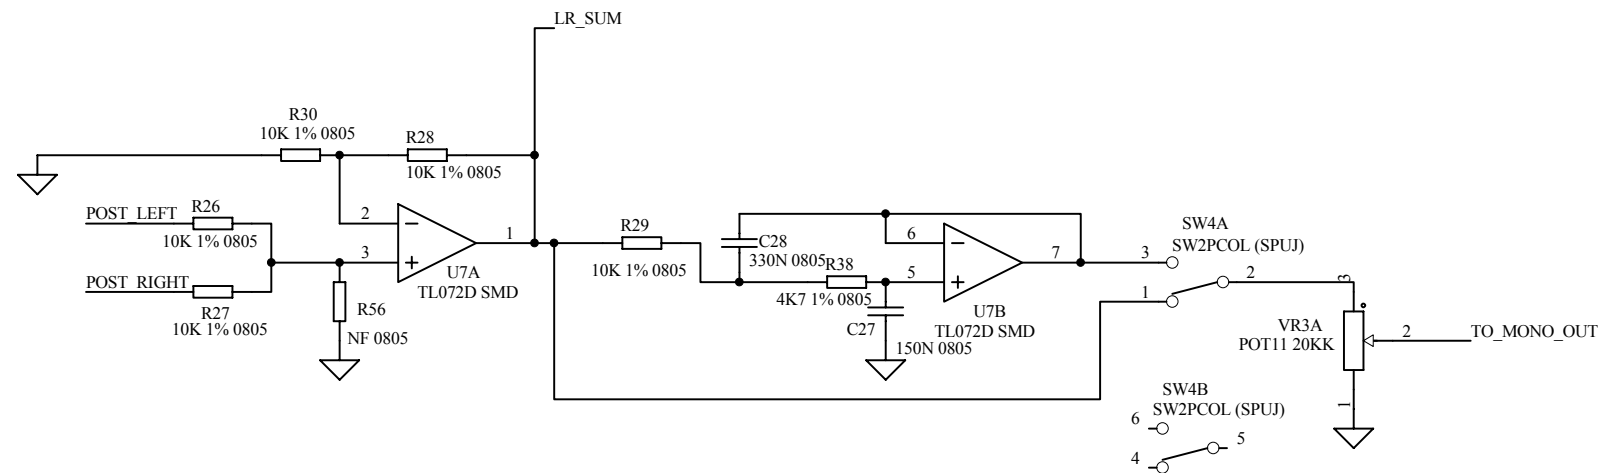 LR_SUM
R30
10K 1% 0805
R28
10K 1% 0805
POST_LEFT
R26
10K 1% 0805
POST_RIGHT
R27
10K 1% 0805
2
3
1
U7A
TL072D SMD
R56
NF 0805
R29
10K 1% 0805
C28
330N 0805
R38
4K7 1% 0805
C27
150N 0805
6
5
7
U7B
TL072D SMD
SW4A
SW2PCOL (SPUJ)
3
1
2
3
VR3A
POT11 20KK
2
TO_MONO_OUT
1
SW4B
SW2PCOL (SPUJ)
6
5
4